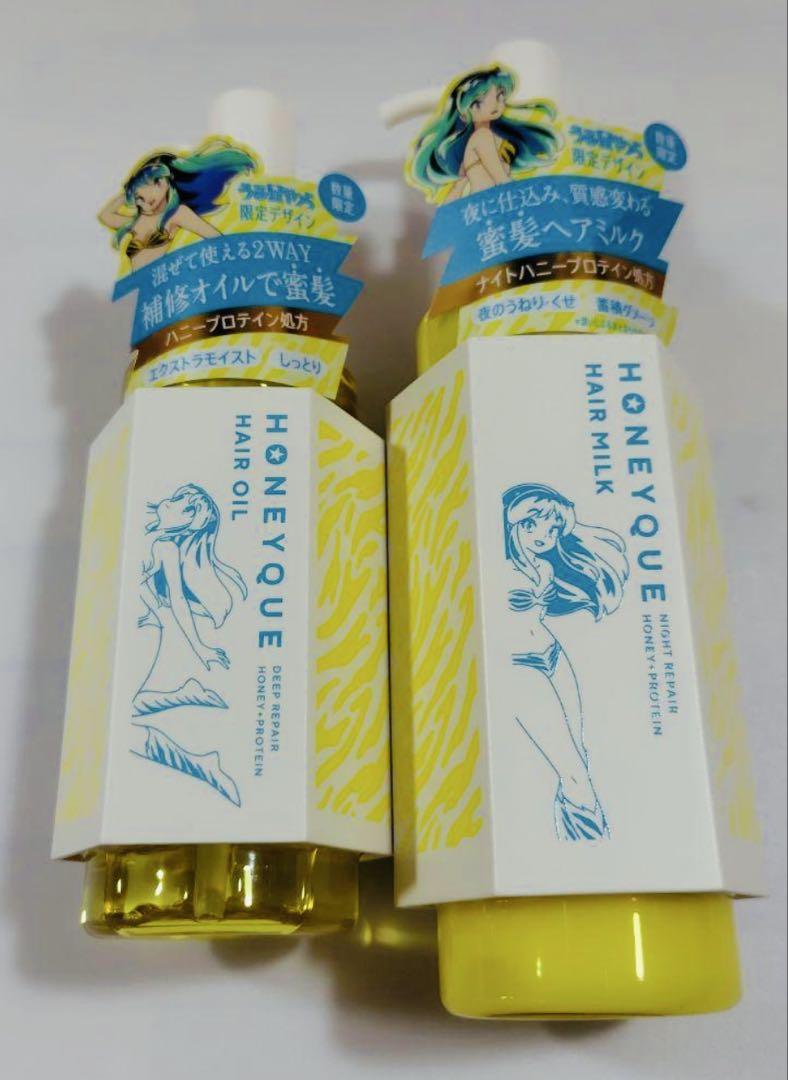 うる星やつら
限定デザイン
数量
限定
混ぜて使える2WAY
補修オイルで蜜髪
ハニープロテイン処方
エクストラモイスト しっとり
HONEYQUE
HAIR OIL
DEEP REPAIR
HONEY+PROTEIN
うる星やつら
限定デザイン
数量
限定
夜に仕込み、質感変わる
蜜髪ヘアミルク
ナイトハニープロテイン処方
夜のうねり・くせ 蓄積ダメージ
HONEYQUE
HAIR MILK
NIGHT REPAIR
HONEY+PROTEIN